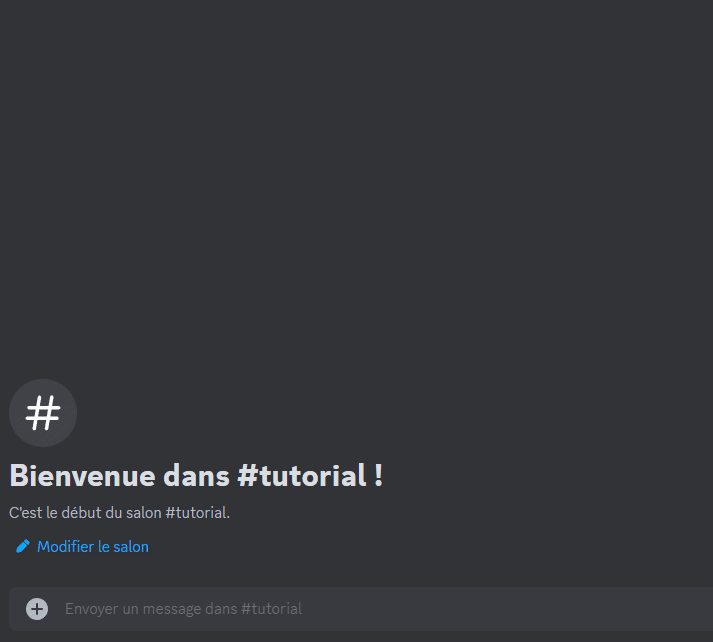 #
Bienvenue dans #tutorial !
C'est le début du salon #tutorial.
Modifier le salon
Envoyer un message dans #tutorial